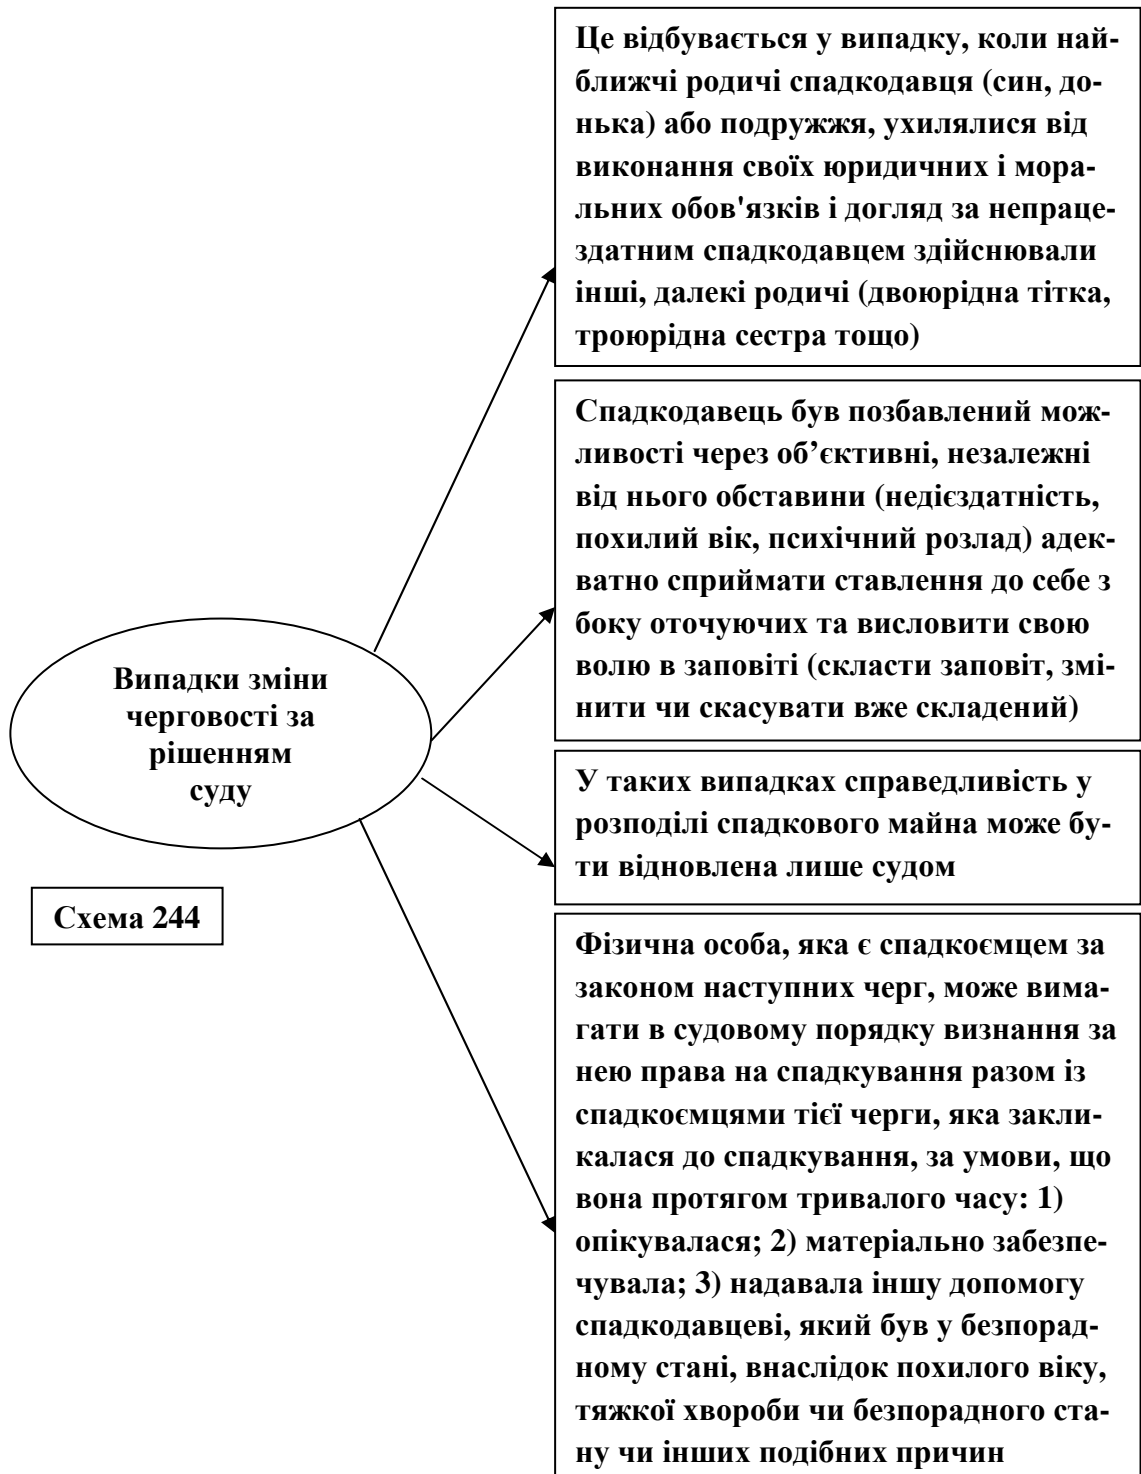 Це відбувається у випадку, коли най-
ближчі родичі спадкодавця (син, до-
нька) або подружжя, ухилялися від
виконання своїх юридичних і мора-
льних обов'язків і догляд за непраце-
здатним спадкодавцем здійснювали
інші, далекі родичі (двоюрідна тітка,
троюрідна сестра тощо)
Спадкодавець був позбавлений мож-
ливості через об’єктивні, незалежні
від нього обставини (недієздатність,
похилий вік, психічний розлад) адек-
ватно сприймати ставлення до себе з
боку оточуючих та висловити свою
волю в заповіті (скласти заповіт, змі-
нити чи скасувати вже складений)
Випадки зміни
черговості за
рішенням
суду
У таких випадках справедливість у
розподілі спадкового майна може бу-
ти відновлена лише судом
Схема 244
Фізична особа, яка є спадкоємцем за
законом наступних черг, може вима-
гати в судовому порядку визнання за
нею права на спадкування разом із
спадкоємцями тієї черги, яка закли-
калася до спадкування, за умови, що
вона протягом тривалого часу: 1)
опікувалася; 2) матеріально забезпе-
чувала; 3) надавала іншу допомогу
спадкодавцеві, який був у безпорад-
ному стані, внаслідок похилого віку,
тяжкої хвороби чи безпорадного ста-
ну чи інших подібних причин